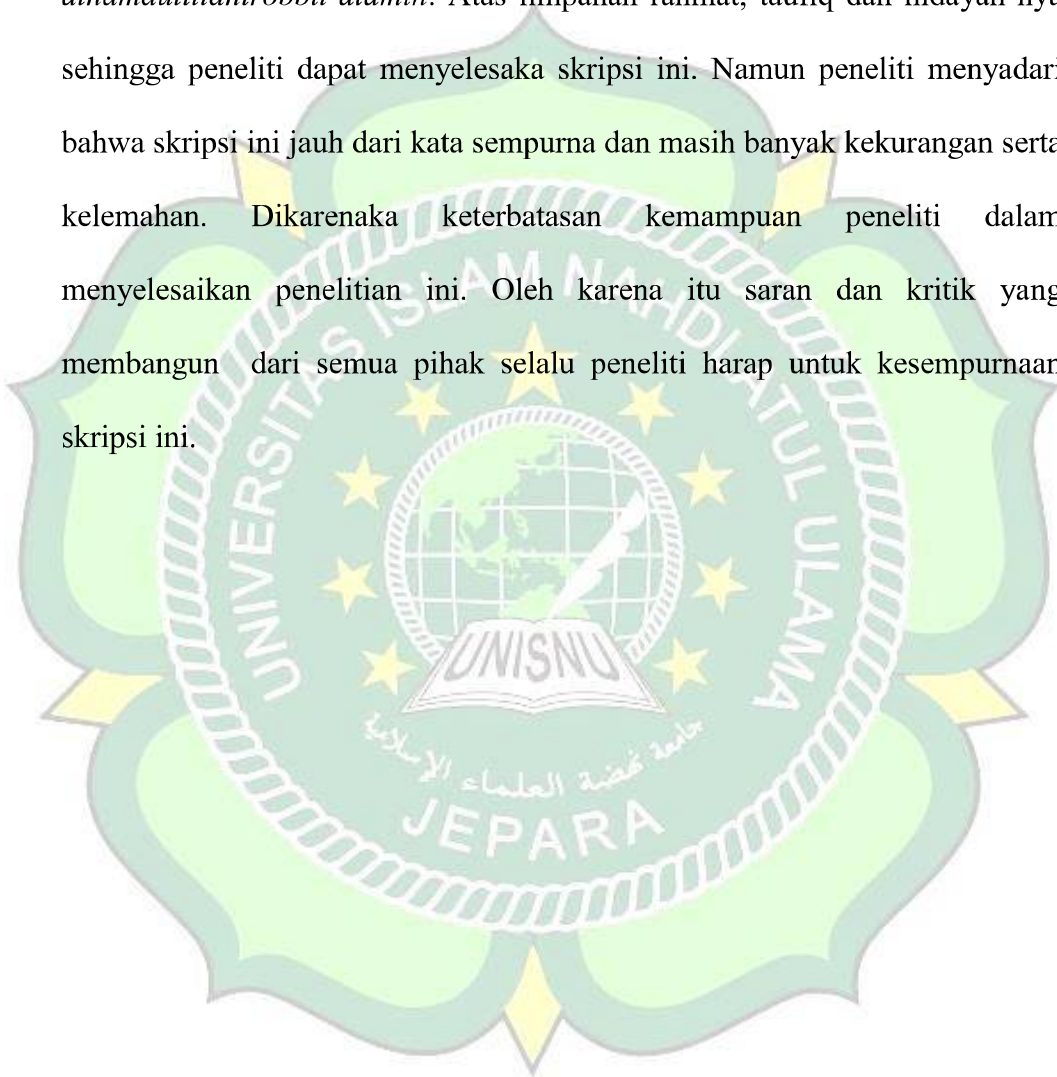 sehingga peneliti dapat menyelesaka skripsi ini. Namun peneliti menyadari
bahwa skripsi ini jauh dari kata sempurna dan masih banyak kekurangan serta
kelemahan. Dikarenaka keterbatasan kemampuan peneliti dalam
menyelesaikan penelitian ini. Oleh karena itu saran dan kritik yang
membangun dari semua pihak selalu peneliti harap untuk kesempurnaan
skripsi ini.
UNIVERSITAS ISLAM NAHDLATUL ULAMA
UNISNU
جامعة نهضة العلماء الإسلامية
JEPARA